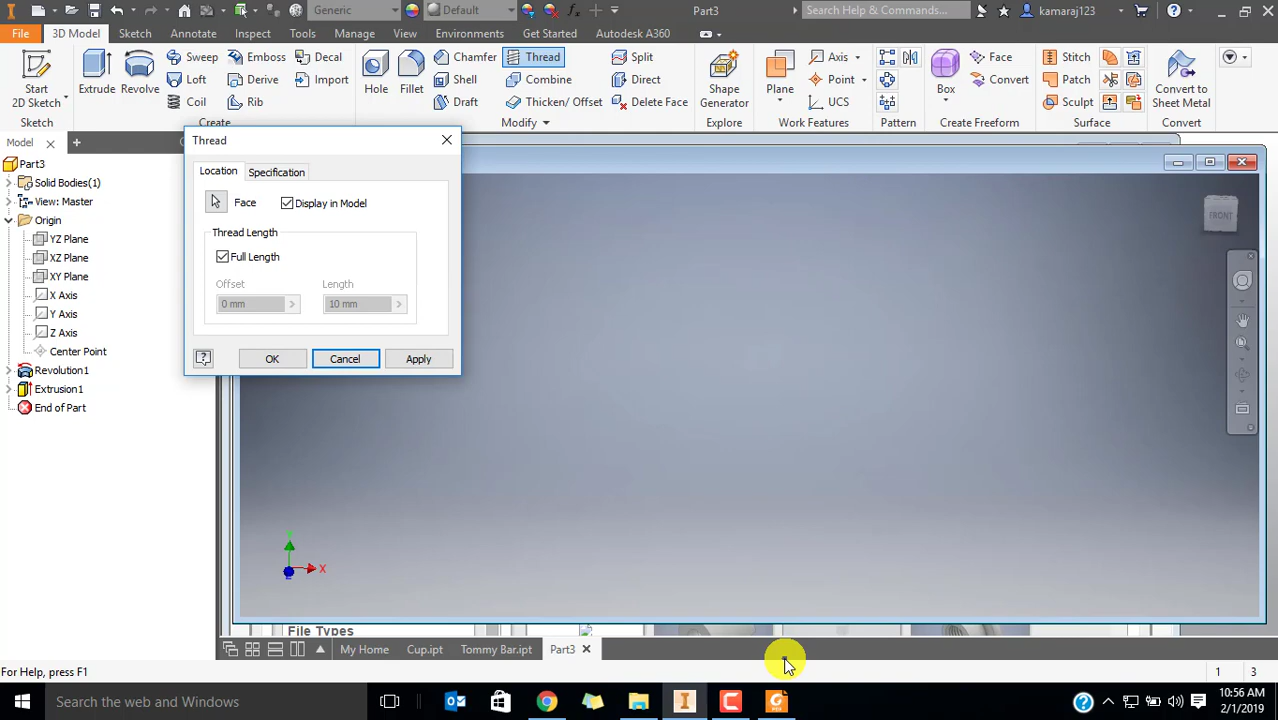 Generic
Default
Part3
Search Help & Commands...
kamaraj123
File
3D Model
Sketch
Annotate
Inspect
Tools
Manage
View
Environments
Get Started
Autodesk A360
Start
2D Sketch
Sketch
Extrude
Revolve
Sweep
Loft
Coil
Emboss
Derive
Rib
Decal
Import
Create
Hole
Fillet
Chamfer
Shell
Draft
Thread
Combine
Thicken/ Offset
Split
Direct
Delete Face
Modify
Shape
Generator
Explore
Plane
Axis
Point
UCS
Work Features
Pattern
Box
Face
Convert
Create Freeform
Stitch
Patch
Sculpt
Surface
Convert to
Sheet Metal
Convert
Model
Part3
Solid Bodies(1)
View: Master
Origin
YZ Plane
XZ Plane
XY Plane
X Axis
Y Axis
Z Axis
Center Point
Revolution1
Extrusion1
End of Part
Thread
Location
Specification
Face
Display in Model
Thread Length
Full Length
Offset
Length
0 mm
10 mm
OK
Cancel
Apply
FRONT
X
File Types
My Home
Cup.ipt
Tommy Bar.ipt
Part3
For Help, press F1
1
3
Search the web and Windows
10:56 AM
2/1/2019